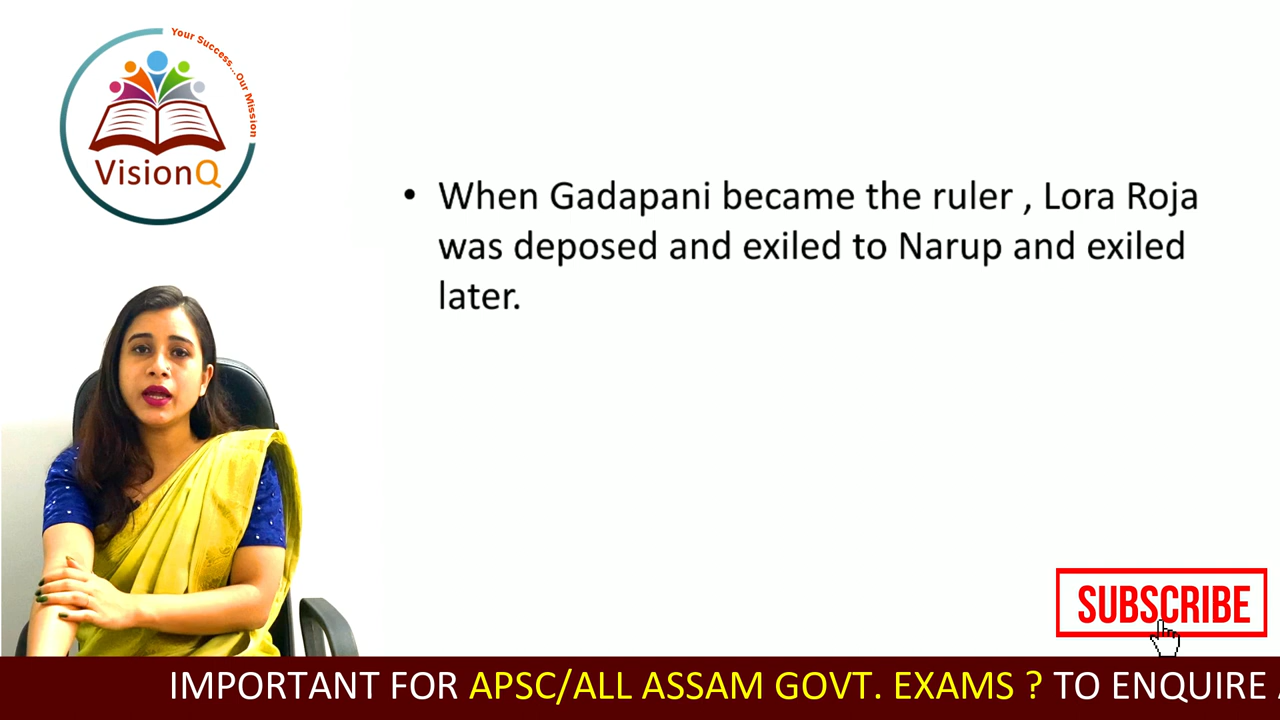 Your Success...Our Mission
VisionQ
• When Gadapani became the ruler , Lora Roja
was deposed and exiled to Narup and exiled
later.
SUBSCRIBE
IMPORTANT FOR APSC/ALL ASSAM GOVT. EXAMS ? TO ENQUIRE